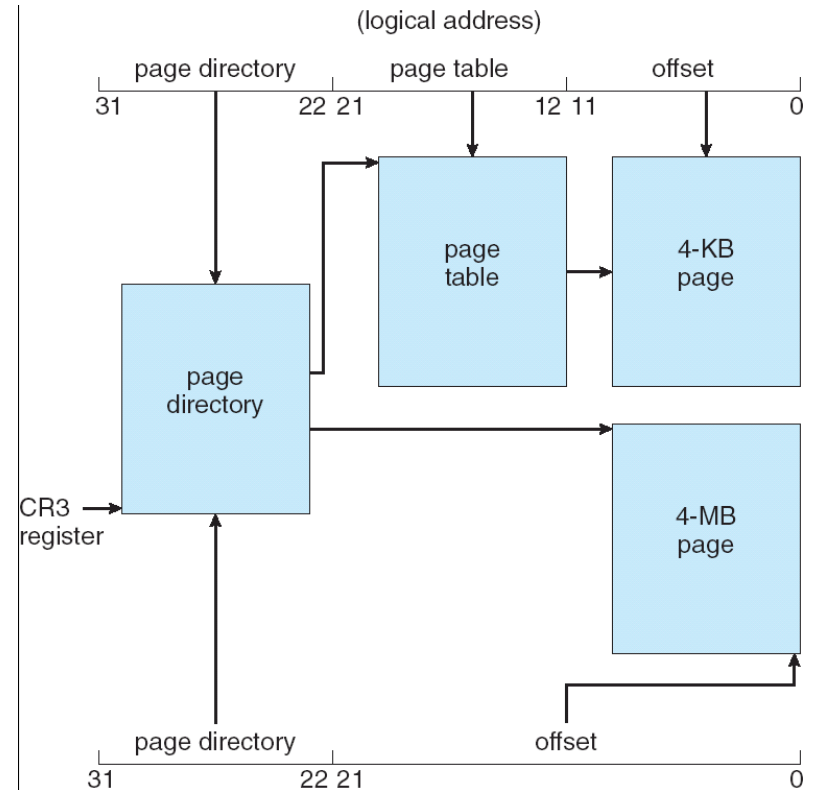 (logical address)
page directory page table offset
31 22 21 12 11 0
page
table
4-KB
page
page
directory
CR3
register
4-MB
page
page directory offset
31 22 21 0